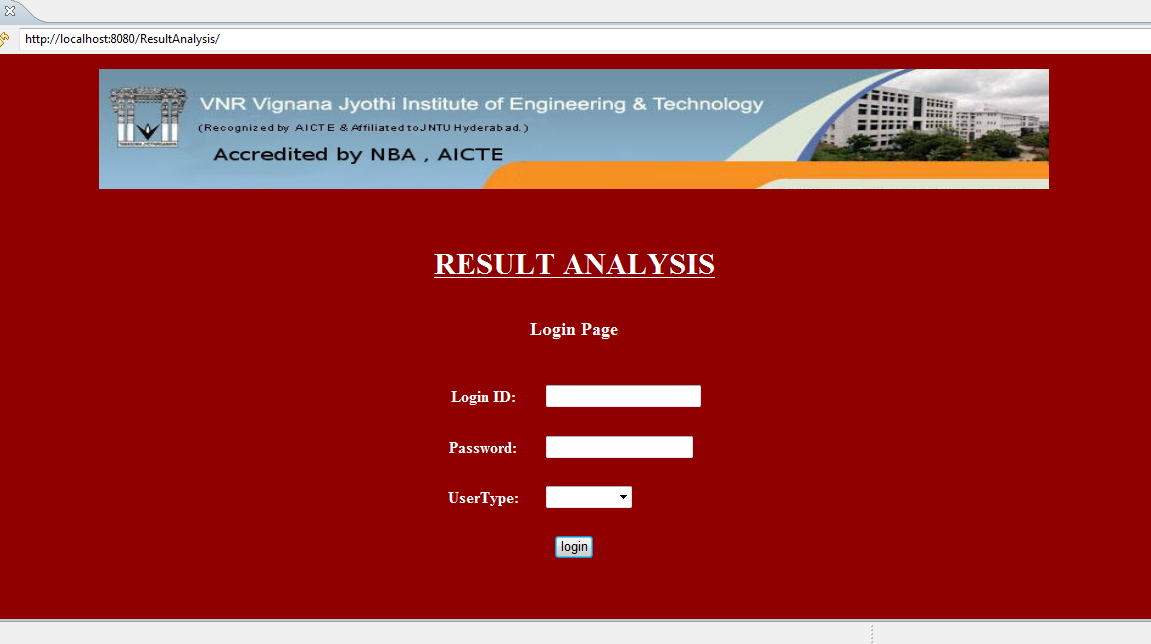 http://localhost:8080/ResultAnalysis/
VNR Vignana Jyothi Institute of Engineering & Technology
(Recognized by AICTE & Affiliated to JNTU Hyderabad.)
Accredited by NBA , AICTE
RESULT ANALYSIS
Login Page
Login ID:
Password:
UserType:
login